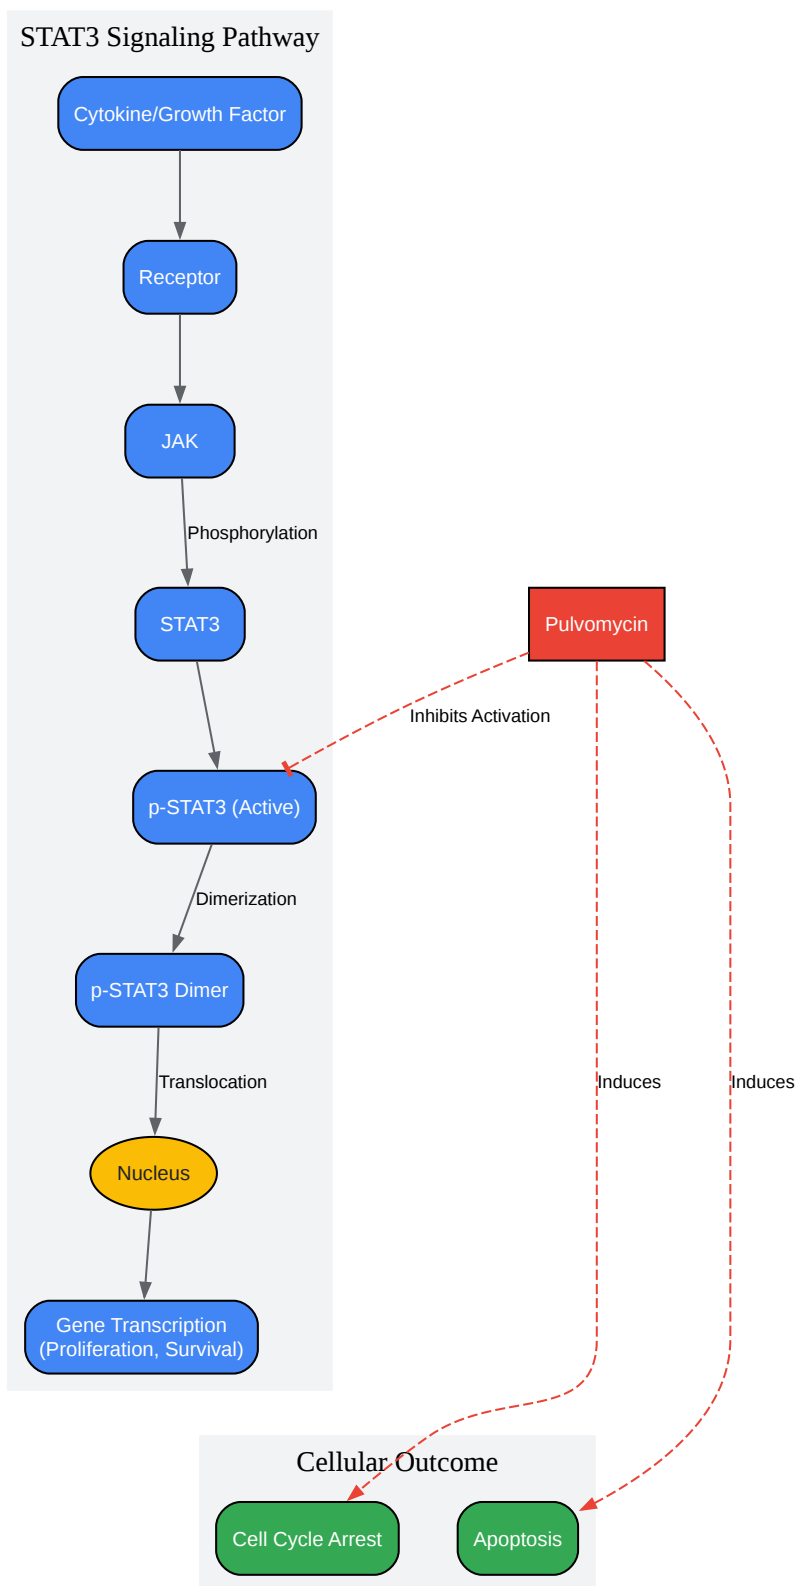 STAT3 Signaling Pathway
Cytokine/Growth Factor
Receptor
JAK
Phosphorylation
STAT3
Pulvomycin
Inhibits Activation
p-STAT3 (Active)
Dimerization
p-STAT3 Dimer
Translocation
Induces
Induces
Nucleus
Gene Transcription
(Proliferation, Survival)
Cellular Outcome
Cell Cycle Arrest
Apoptosis